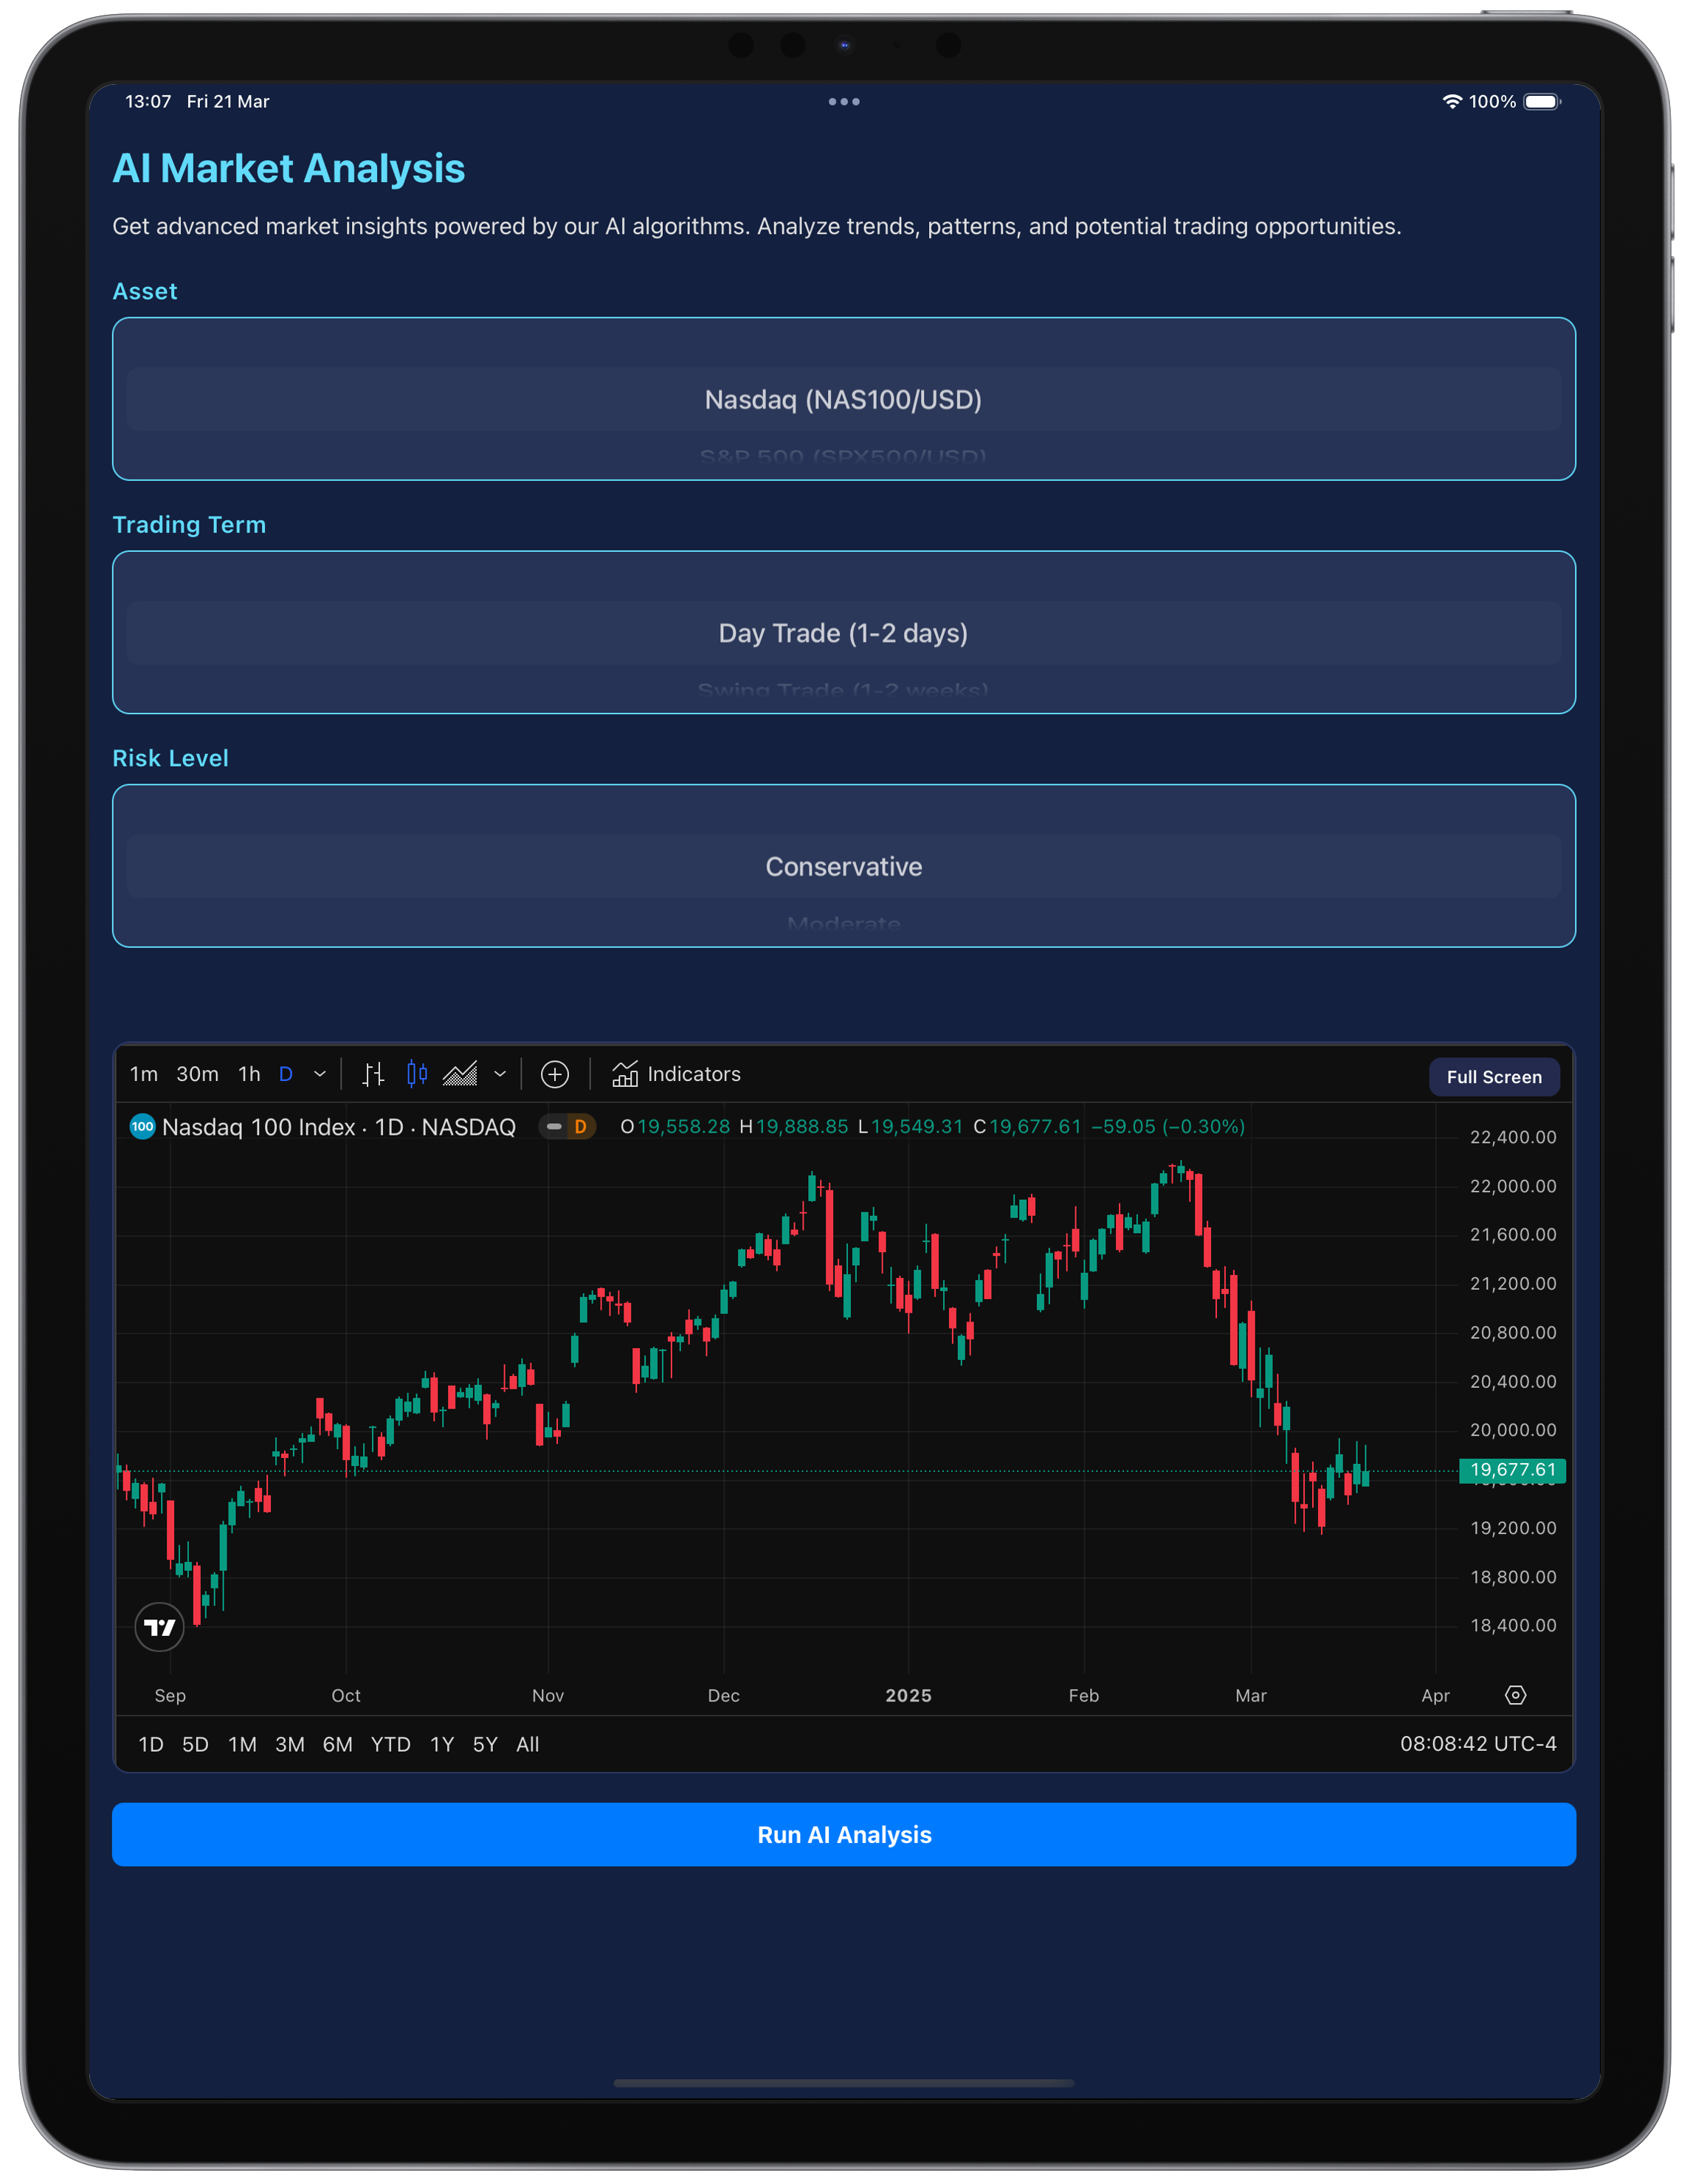 13:07 Fri 21 Mar
100%
AI Market Analysis
Get advanced market insights powered by our AI algorithms. Analyze trends, patterns, and potential trading opportunities.
Asset
Nasdaq (NAS100/USD)
S&P 500 (SPX500/USD)
Trading Term
Day Trade (1-2 days)
Swing Trade (1-2 weeks)
Risk Level
Conservative
Moderate
1m 30m 1h D Indicators Full Screen
100 Nasdaq 100 Index · 1D · NASDAQ D O19,558.28 H19,888.85 L19,549.31 C19,677.61 −59.05 (−0.30%)
22,400.00
22,000.00
21,600.00
21,200.00
20,800.00
20,400.00
20,000.00
19,677.61
19,200.00
18,800.00
18,400.00
Sep Oct Nov Dec 2025 Feb Mar Apr
1D 5D 1M 3M 6M YTD 1Y 5Y All 08:08:42 UTC-4
Run AI Analysis